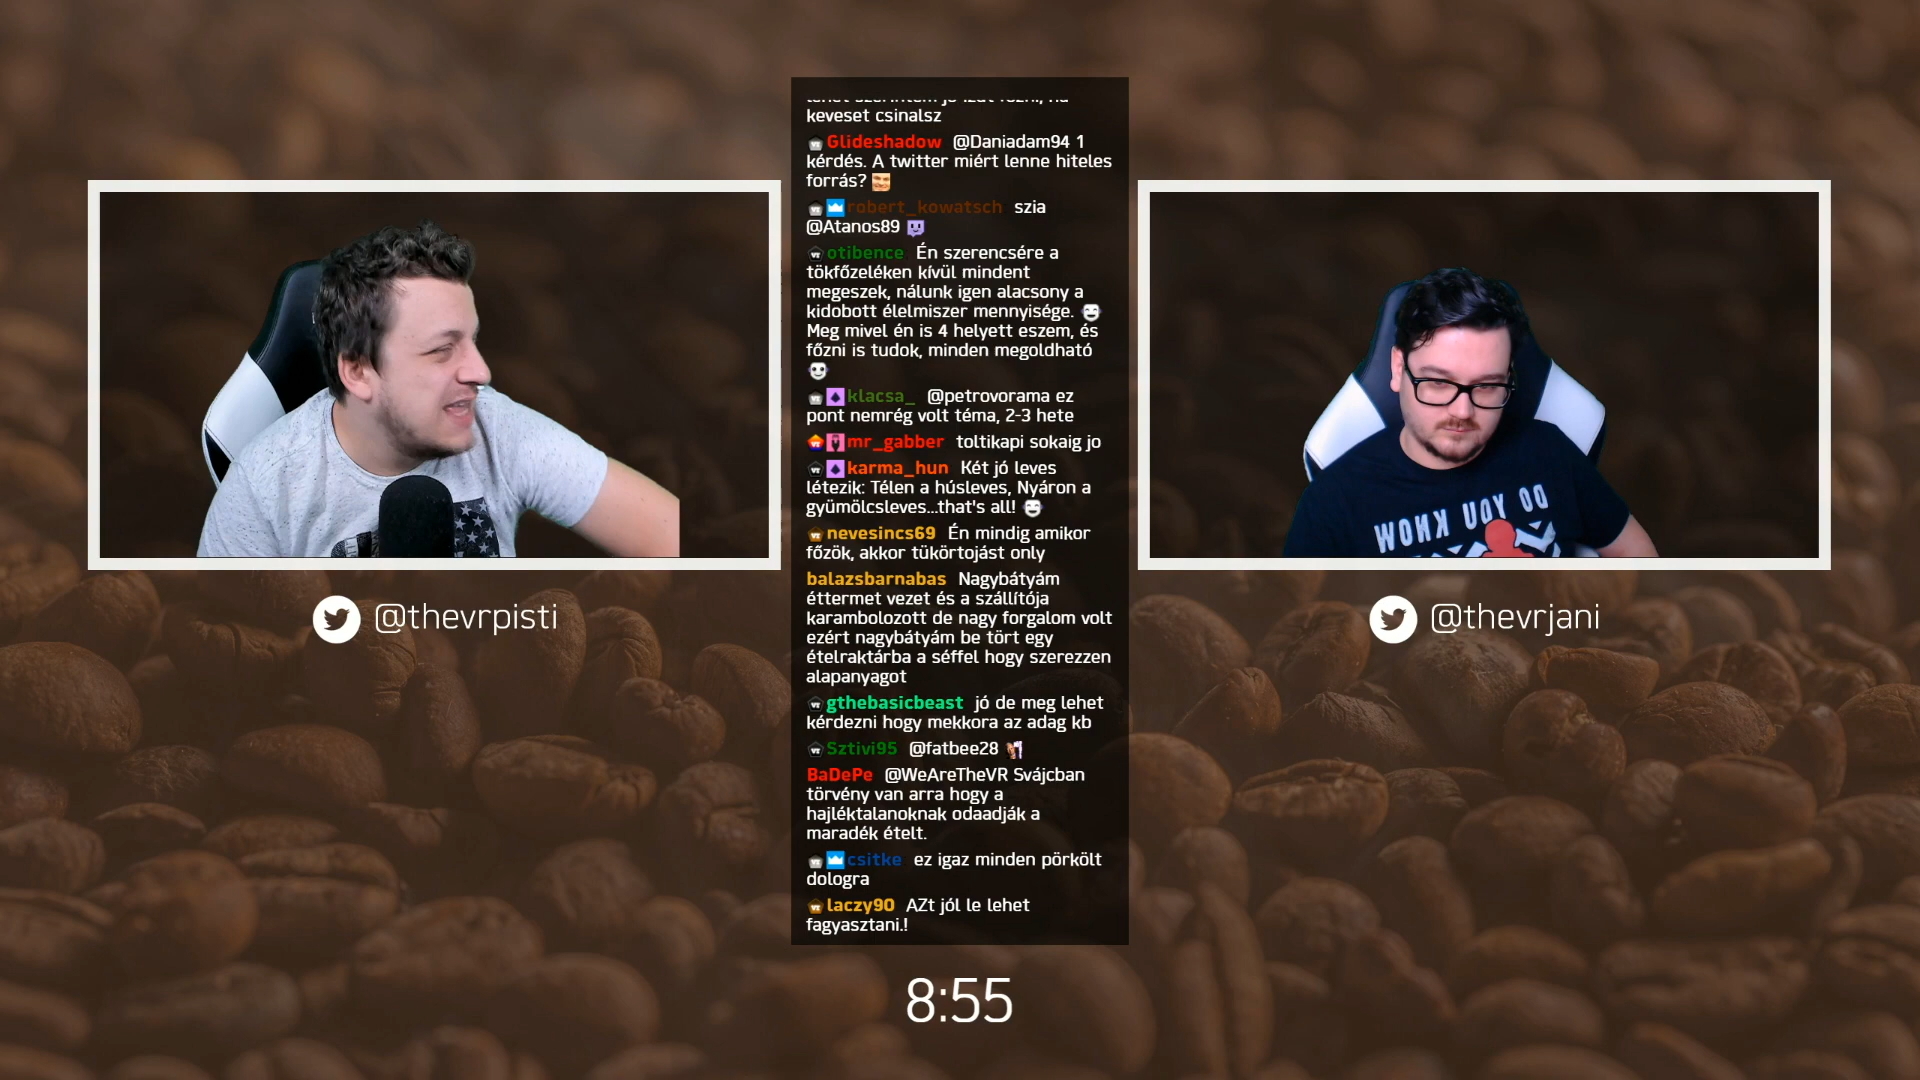 keveset csinalsz
Glideshadow @Daniadam94 1
kérdés. A twitter miért lenne hiteles
forrás?
robert_kowatsch szia
@Atanos89
otibence Én szerencsére a
tökfőzeléken kívül mindent
megeszek, nálunk igen alacsony a
kidobott élelmiszer mennyisége.
Meg mivel én is 4 helyett eszem, és
főzni is tudok, minden megoldható
klacsa_ @petrovorama ez
pont nemrég volt téma, 2-3 hete
mr_gabber toltikapi sokaig jo
karma_hun Két jó leves
létezik: Télen a húsleves, Nyáron a
gyümölcsleves...that's all!
nevesincs69 Én mindig amikor
főzök, akkor tükörtojást only
balazsbarnabas Nagybátyám
éttermet vezet és a szállítója
karambolozott de nagy forgalom volt
ezért nagybátyám be tört egy
ételraktárba a séffel hogy szerezzen
alapanyagot
gthebasicbeast jó de meg lehet
kérdezni hogy mekkora az adag kb
Sztivi95 @fatbee28
BaDePe @WeAreTheVR Svájcban
törvény van arra hogy a
hajléktalanoknak odaadják a
maradék ételt.
csitke ez igaz minden pörkölt
dologra
laczy90 AZt jól le lehet
fagyasztani.!
@thevrpisti
DO YOU
KNOW
@thevrjani
8:55